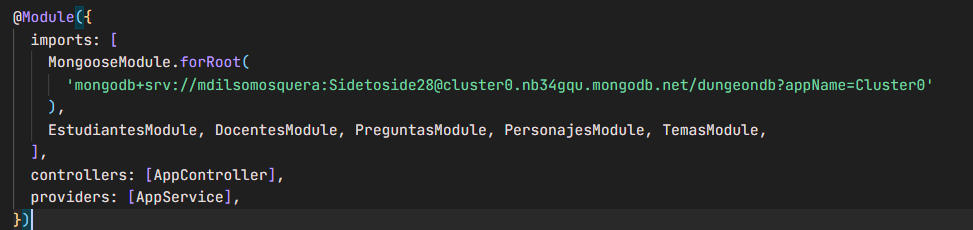 @Module({
imports: [
MongooseModule.forRoot(
'mongodb+srv://mdilsomosquera:Sidetoside28@cluster0.nb34gqu.mongodb.net/dungeondb?appName=Cluster0'
),
EstudiantesModule, DocentesModule, PreguntasModule, PersonajesModule, TemasModule,
],
controllers: [AppController],
providers: [AppService],
})